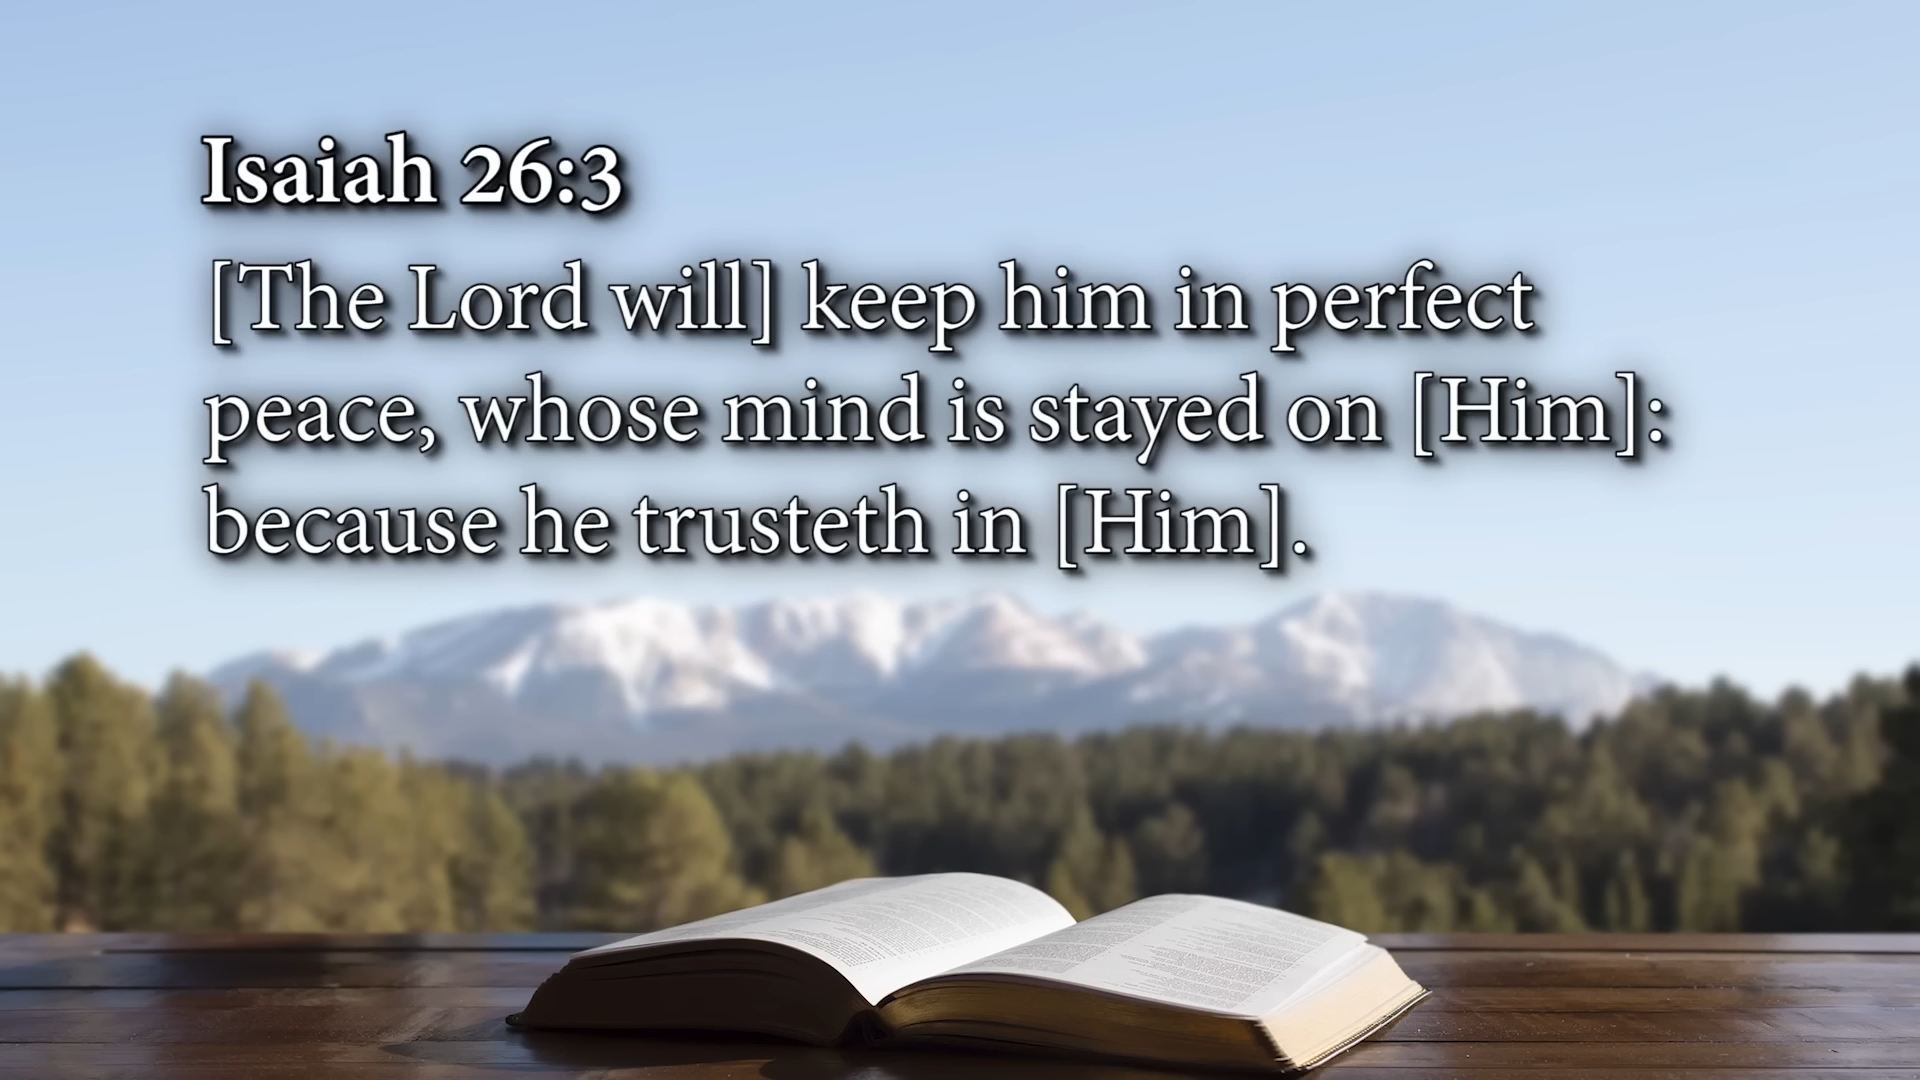 Isaiah 26:3
[The Lord will] keep him in perfect
peace, whose mind is stayed on [Him]:
because he trusteth in [Him].